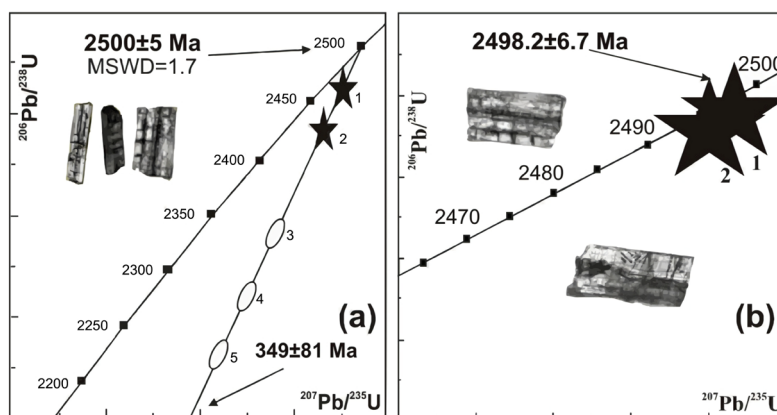 2500±5 Ma
MSWD=1.7
2500
2450
2400
2350
2300
2250
2200
1
2
3
4
5
349±81 Ma
(a)
206Pb/238U
207Pb/235U
2498.2±6.7 Ma
2500
2490
2480
2470
1
2
(b)
206Pb/238U
207Pb/235U